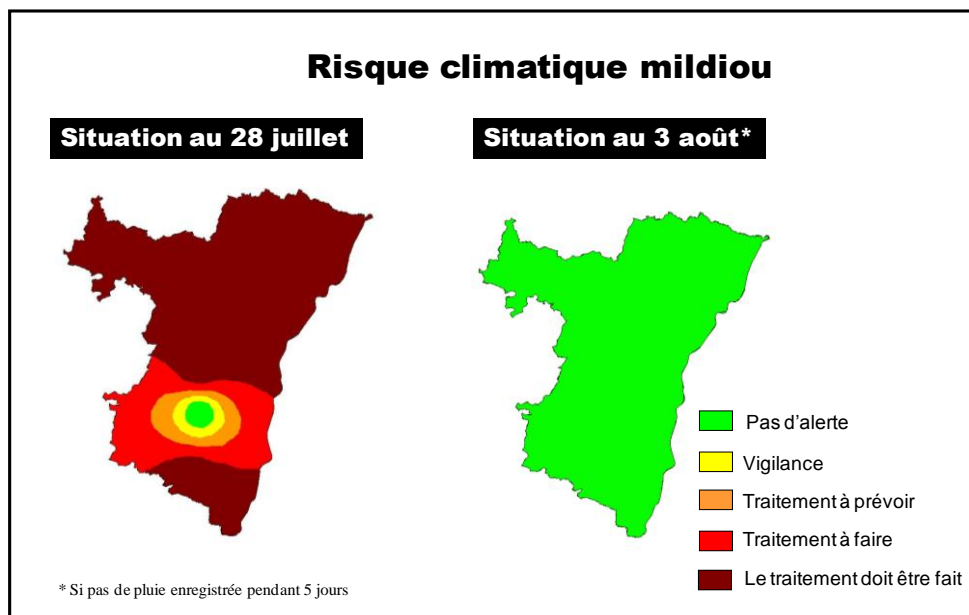 Risque climatique mildiou
Situation au 28 juillet
Situation au 3 août*
Pas d'alerte
Vigilance
Traitement à prévoir
Traitement à faire
Le traitement doit être fait
* Si pas de pluie enregistrée pendant 5 jours